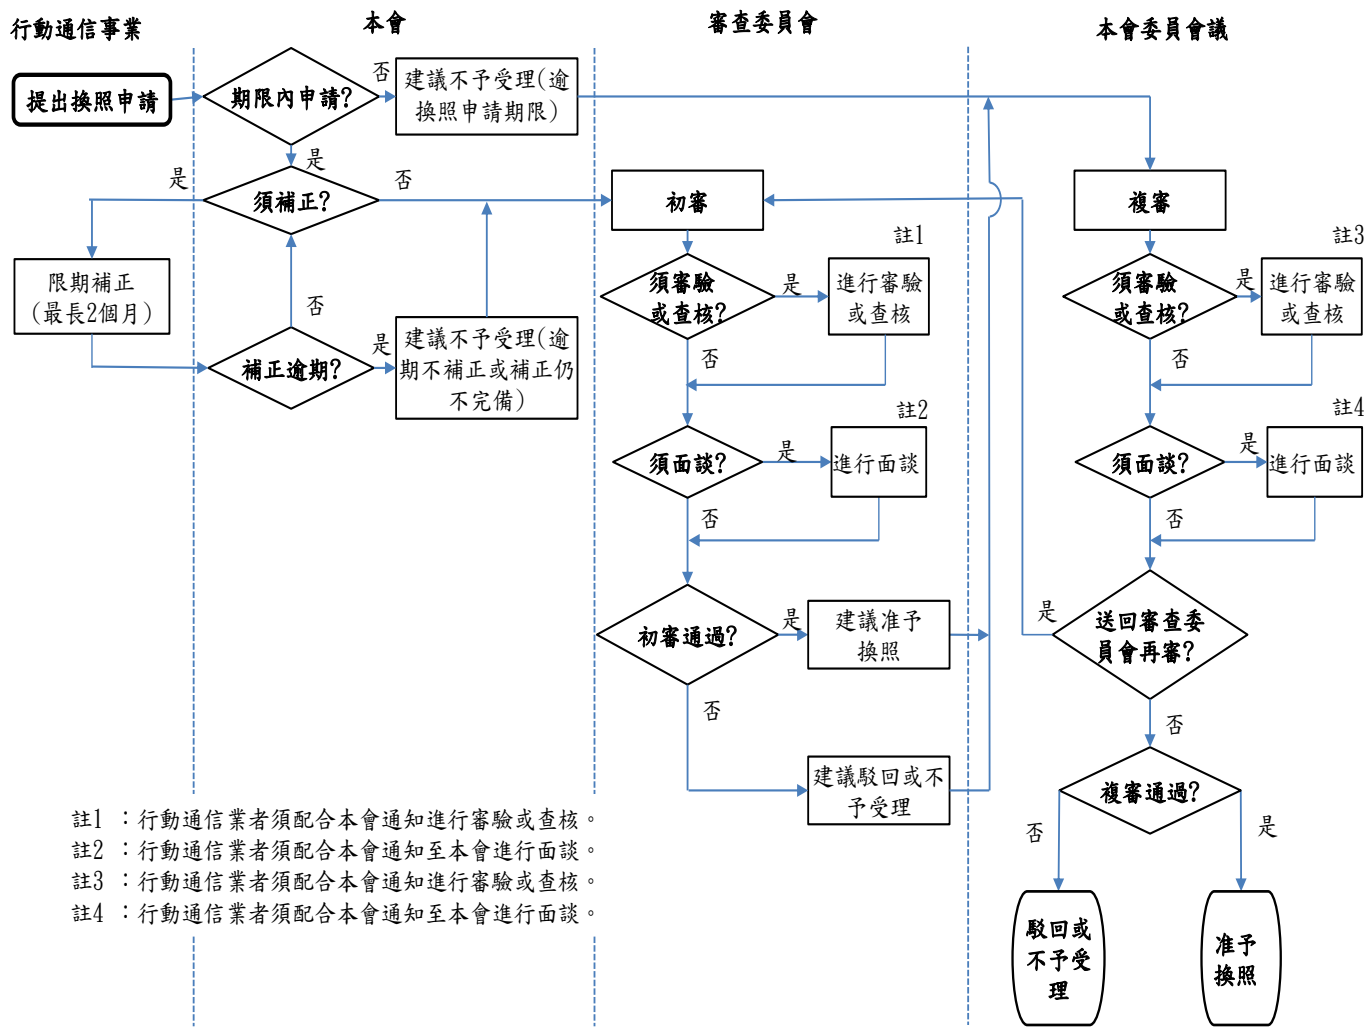 行動通信事業
本會
審查委員會
本會委員會議
提出換照申請
期限內申請?
否
建議不予受理(逾
換照申請期限)
是
是
須補正?
否
初審
複審
限期補正
(最長2個月)
否
補正逾期?
是
建議不予受理(逾
期不補正或補正仍
不完備)
註1
須審驗
或查核?
是
進行審驗
或查核
否
註2
須面談?
是
進行面談
否
初審通過?
是
建議准予
換照
否
建議駁回或不
予受理
註3
須審驗
或查核?
是
進行審驗
或查核
否
註4
須面談?
是
進行面談
否
是
送回審查委
員會再審?
否
複審通過?
否
是
駁回或
不予受
理
准予
換照
註1 :行動通信業者須配合本會通知進行審驗或查核。
註2 :行動通信業者須配合本會通知至本會進行面談。
註3 :行動通信業者須配合本會通知進行審驗或查核。
註4 :行動通信業者須配合本會通知至本會進行面談。